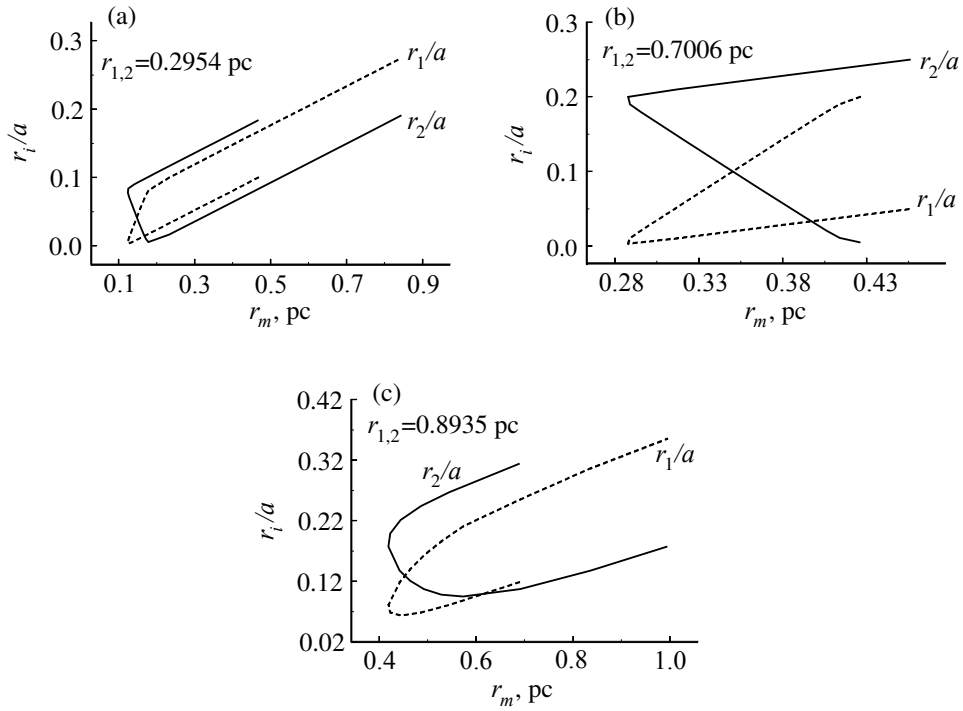 (a)
0.3
r1,2=0.2954 pc
r1/a
0.2
r2/a
ri/a
0.1
0.0
0.1 0.3 0.5 0.7 0.9
rm, pc
(b)
0.3
r1,2=0.7006 pc
r2/a
0.2
ri/a
0.1
r1/a
0.0
0.28 0.33 0.38 0.43
rm, pc
(c)
0.42
r1,2=0.8935 pc
r2/a
r1/a
0.32
ri/a
0.22
0.12
0.02
0.4 0.6 0.8 1.0
rm, pc